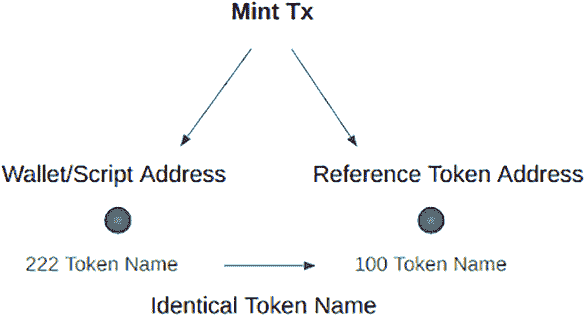 Mint Tx
Wallet/Script Address
Reference Token Address
222 Token Name
100 Token Name
Identical Token Name